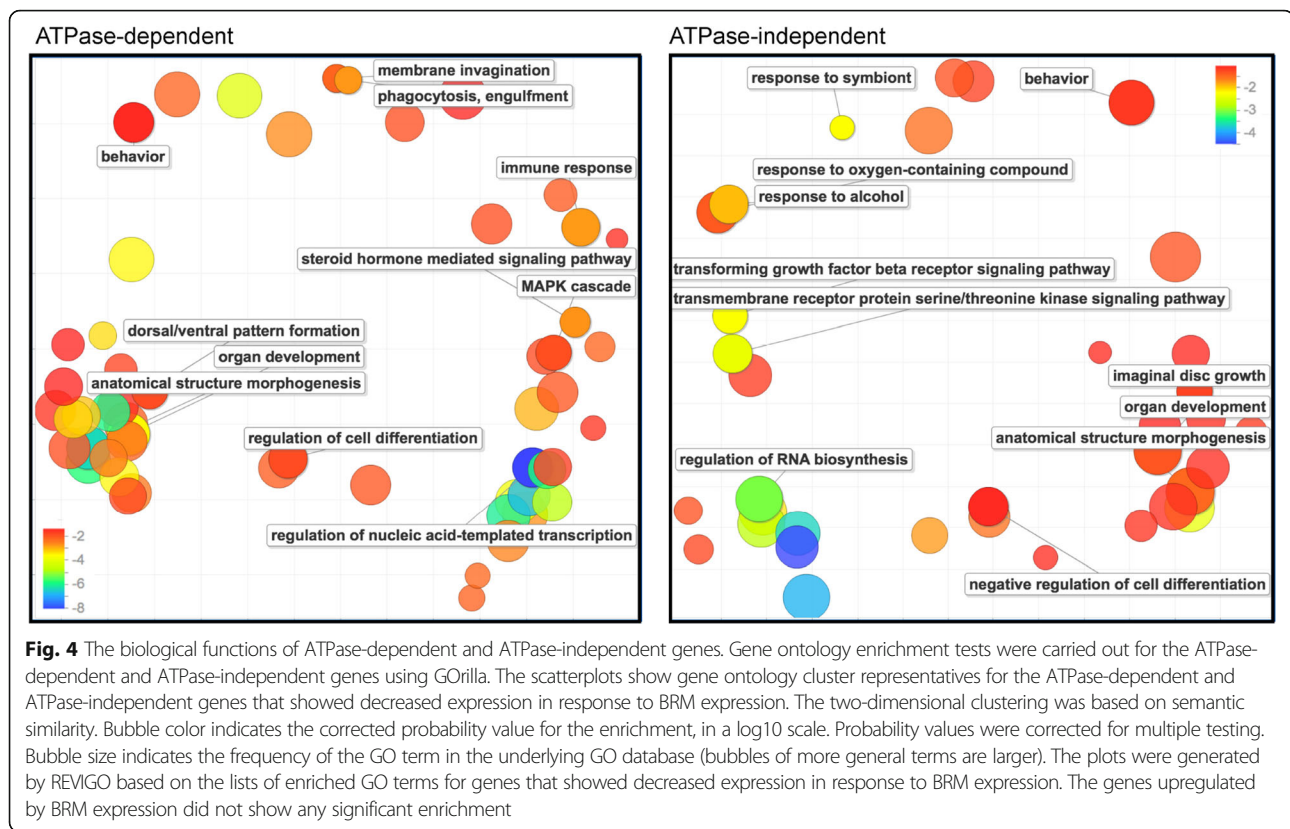 ATPase-dependent
membrane invagination
phagocytosis, engulfment
behavior
immune response
steroid hormone mediated signaling pathway
MAPK cascade
dorsal/ventral pattern formation
organ development
anatomical structure morphogenesis
regulation of cell differentiation
regulation of nucleic acid-templated transcription
-2
-4
-6
-8
ATPase-independent
response to symbiont
behavior
-2
-3
-4
response to oxygen-containing compound
response to alcohol
transforming growth factor beta receptor signaling pathway
transmembrane receptor protein serine/threonine kinase signaling pathway
imaginal disc growth
organ development
anatomical structure morphogenesis
regulation of RNA biosynthesis
negative regulation of cell differentiation
Fig. 4 The biological functions of ATPase-dependent and ATPase-independent genes. Gene ontology enrichment tests were carried out for the ATPase-
dependent and ATPase-independent genes using GOrilla. The scatterplots show gene ontology cluster representatives for the ATPase-dependent and
ATPase-independent genes that showed decreased expression in response to BRM expression. The two-dimensional clustering was based on semantic
similarity. Bubble color indicates the corrected probability value for the enrichment, in a log10 scale. Probability values were corrected for multiple testing.
Bubble size indicates the frequency of the GO term in the underlying GO database (bubbles of more general terms are larger). The plots were generated
by REVIGO based on the lists of enriched GO terms for genes that showed decreased expression in response to BRM expression. The genes upregulated
by BRM expression did not show any significant enrichment